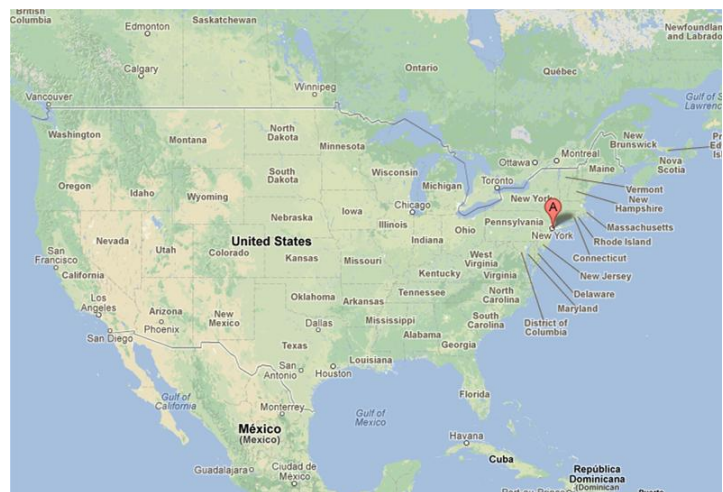 British
Columbia
Edmonton
Saskatchewan
Newfoundlan
and Labrado
Calgary
Ontario
Québec
Winnipeg
Vancouver
Gulf of S
Lawrenc
Washington
Montana
North
Dakota
Minnesota
New
Brunswick
Nova
Scotia
Ottawa
Montreal
Maine
Oregon
Idaho
Wyoming
South
Dakota
Wisconsin
Michigan
Toronto
Vermont
New
Hampshire
New York
A
Massachusetts
Rhode Island
Connecticut
Nebraska
Iowa
Chicago
Illinois
Indiana
Ohio
Pennsylvania
New York
Nevada
Utah
Colorado
United States
Kansas
Missouri
West
Virginia
Virginia
Kentucky
New Jersey
Delaware
Maryland
District of
Columbia
San
Francisco
California
Los
Angeles
San Diego
Arizona
Phoenix
New
Mexico
Oklahoma
Arkansas
Tennessee
North
Carolina
South
Carolina
Mississippi
Alabama
Georgia
Dallas
Texas
Louisiana
San
Antonio
Houston
Florida
Gulf of
California
Monterrey
Gulf of
Mexico
México
(Mexico)
Havana
Cuba
Guadalajara
Ciudad de
México
República
Dominicana
(Dominican